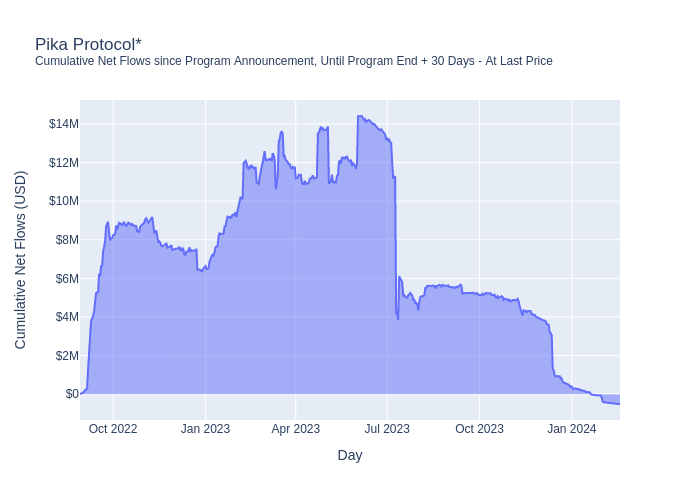 Pika Protocol*
Cumulative Net Flows since Program Announcement, Until Program End + 30 Days - At Last Price
Cumulative Net Flows (USD)
$14M
$12M
$10M
$8M
$6M
$4M
$2M
$0
Oct 2022 Jan 2023 Apr 2023 Jul 2023 Oct 2023 Jan 2024
Day